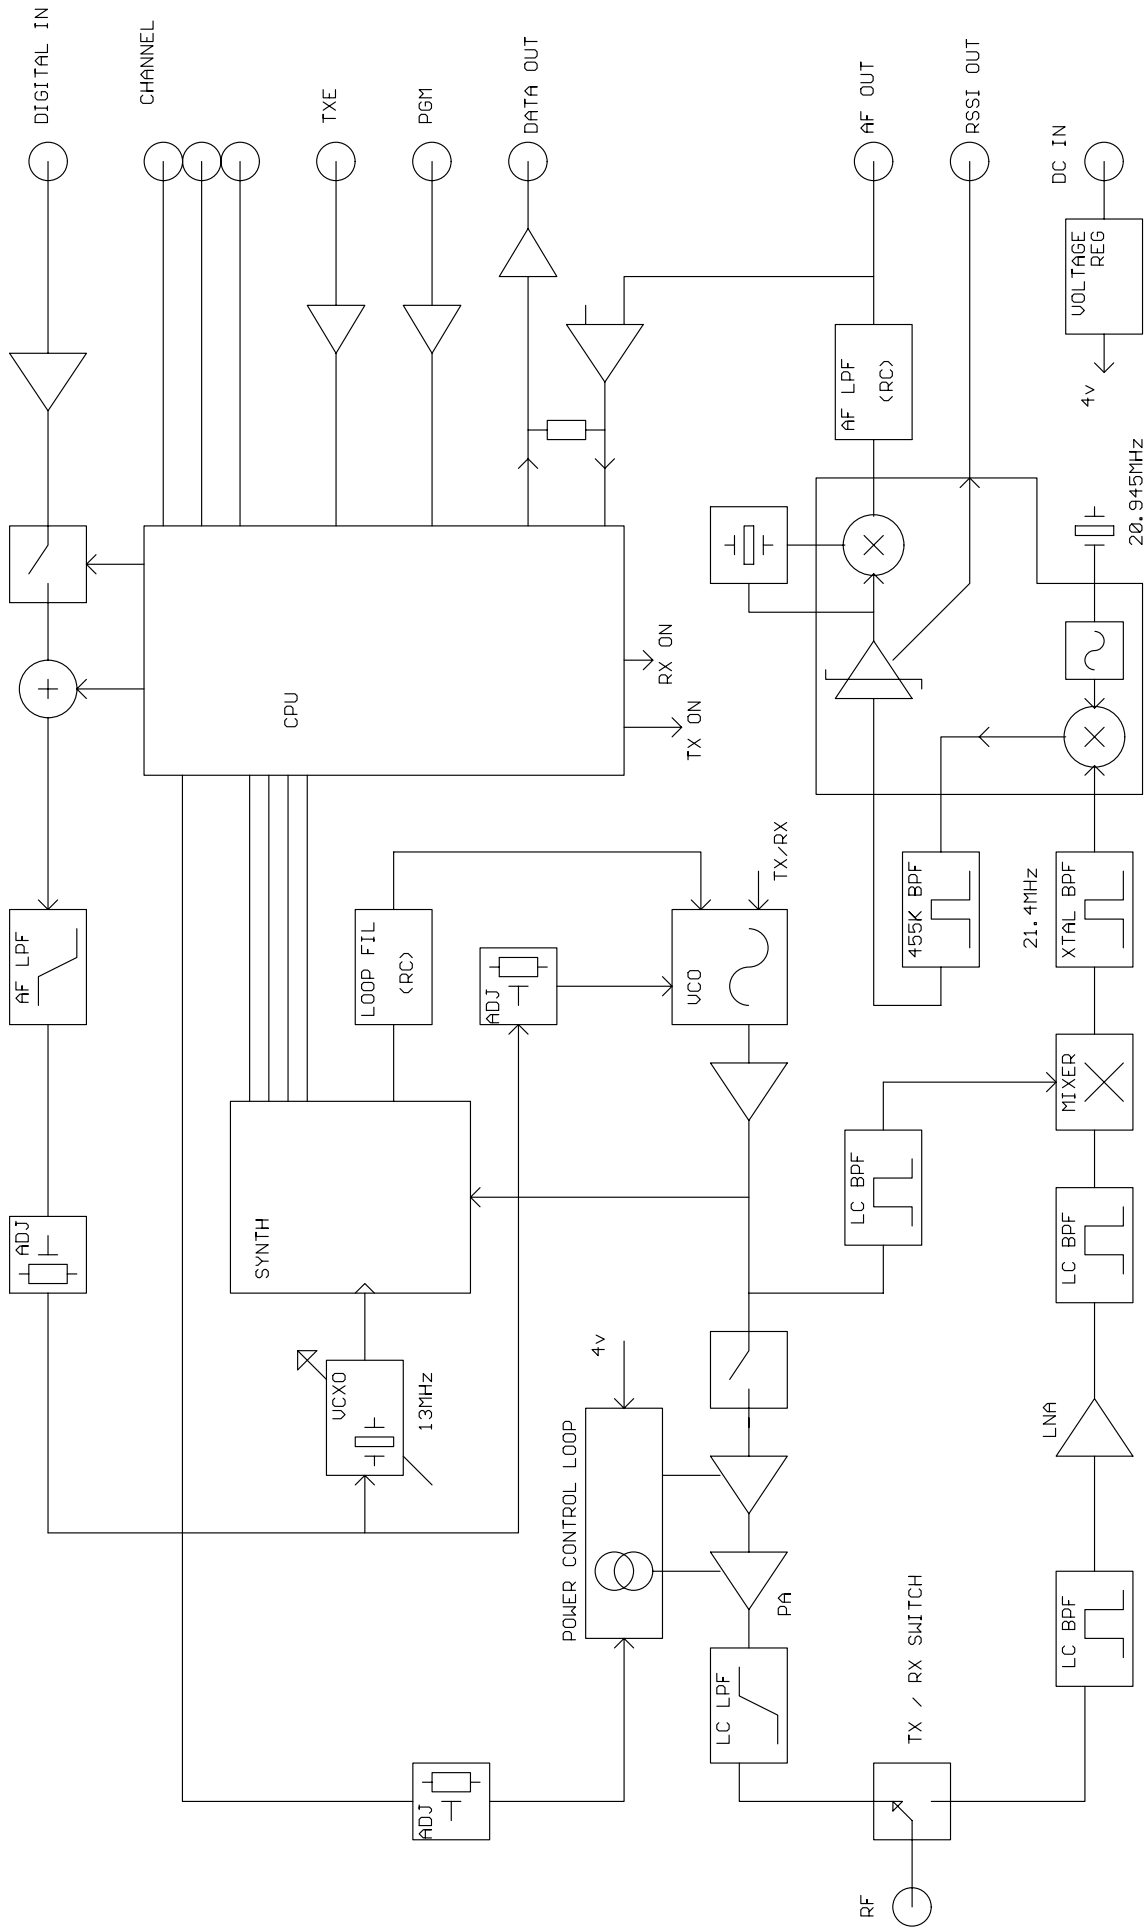 DIGITAL IN
CHANNEL
TXE
PGM
DATA OUT
AF OUT
RSSI OUT
DC IN
VOLTAGE
REG
4v
AF LPF
(RC)
20.945MHz
CPU
RX ON
TX ON
AF LPF
LOOP FIL
(RC)
ADJ
VCO
TX/RX
455K BPF
21.4MHz
XTAL BPF
MIXER
ADJ
SYNTH
LC BPF
LC BPF
VCXO
13MHz
4v
POWER CONTROL LOOP
LNA
PA
LC LPF
TX / RX SWITCH
LC BPF
ADJ
RF